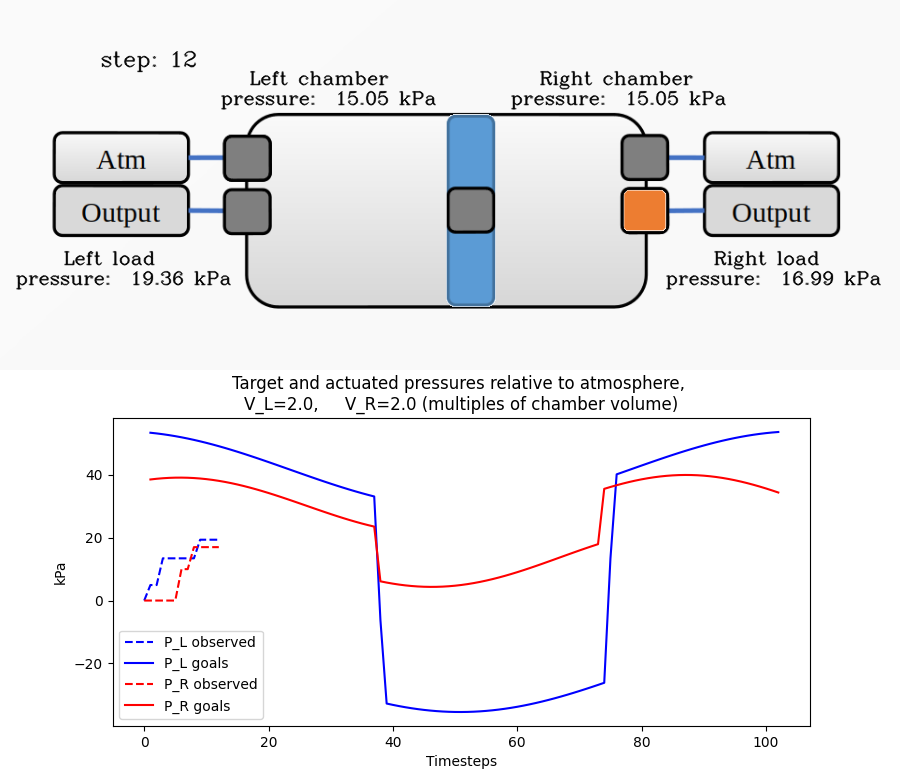 step: 12
Left chamber
pressure:  15.05 kPa
Right chamber
pressure:  15.05 kPa
Atm
Output
Atm
Output
Left load
pressure:  19.36 kPa
Right load
pressure:  16.99 kPa
Target and actuated pressures relative to atmosphere,
V_L=2.0,     V_R=2.0 (multiples of chamber volume)
kPa
40
20
0
−20
P_L observed
P_L goals
P_R observed
P_R goals
0 20 40 60 80 100
Timesteps